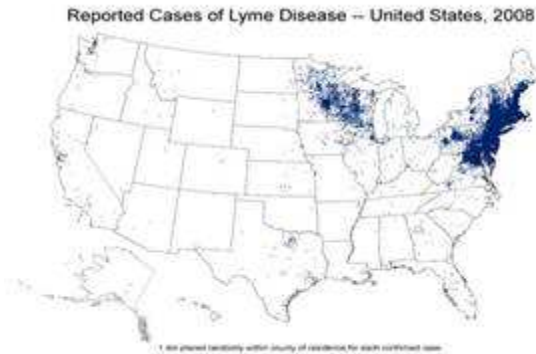 Reported Cases of Lyme Disease -- United States, 2008
1 dot placed randomly within county of residence for each confirmed case